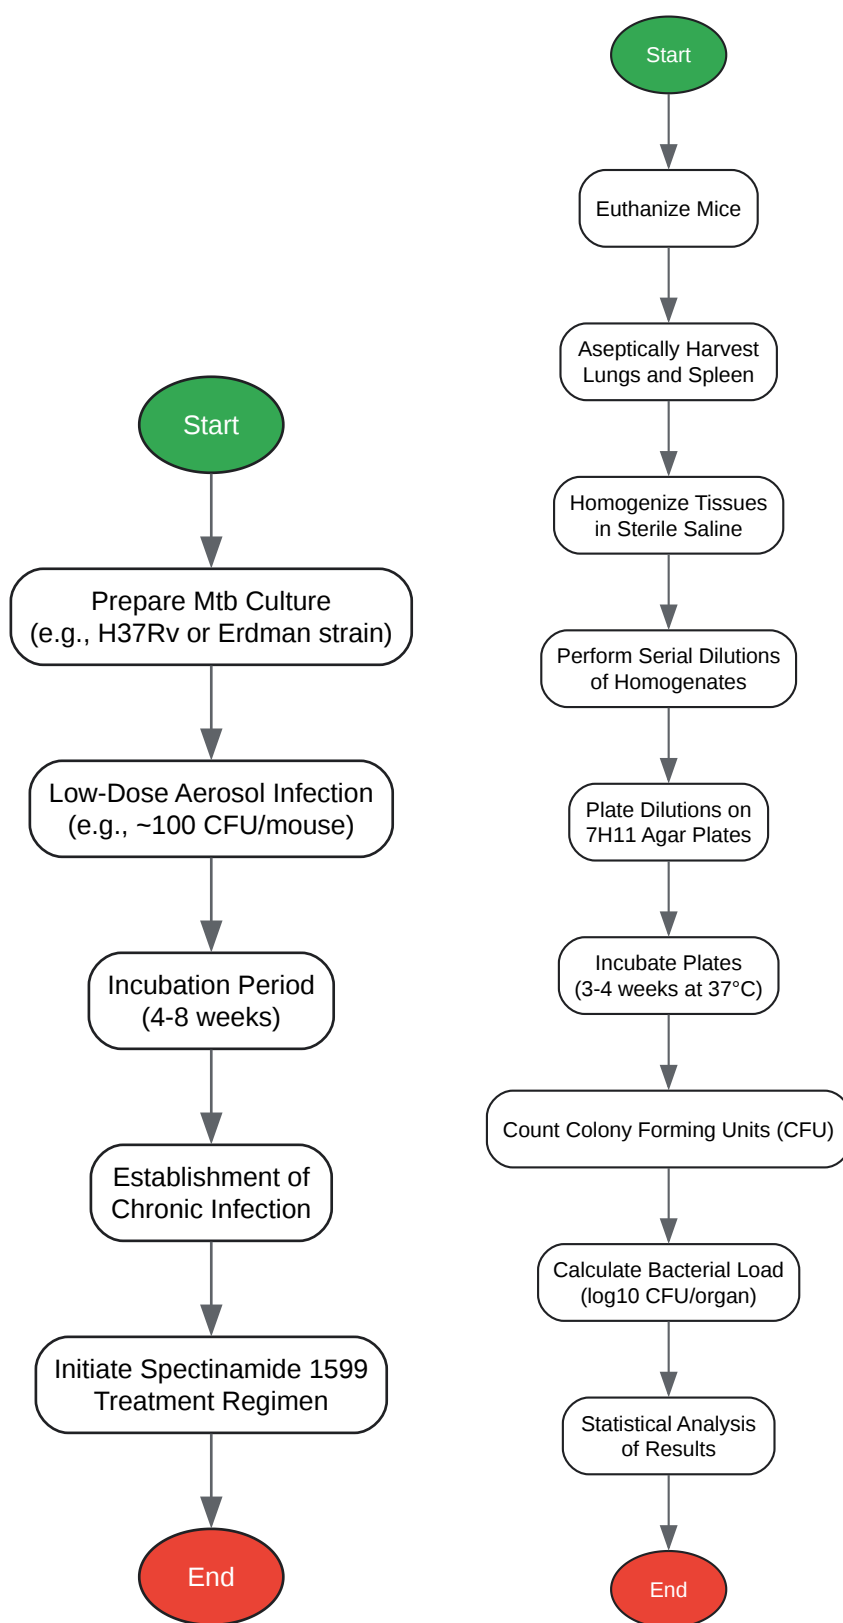 Start
Prepare Mtb Culture
(e.g., H37Rv or Erdman strain)
Low-Dose Aerosol Infection
(e.g., ~100 CFU/mouse)
Incubation Period
(4-8 weeks)
Establishment of
Chronic Infection
Initiate Spectinamide 1599
Treatment Regimen
End
Start
Euthanize Mice
Aseptically Harvest
Lungs and Spleen
Homogenize Tissues
in Sterile Saline
Perform Serial Dilutions
of Homogenates
Plate Dilutions on
7H11 Agar Plates
Incubate Plates
(3-4 weeks at 37°C)
Count Colony Forming Units (CFU)
Calculate Bacterial Load
(log10 CFU/organ)
Statistical Analysis
of Results
End